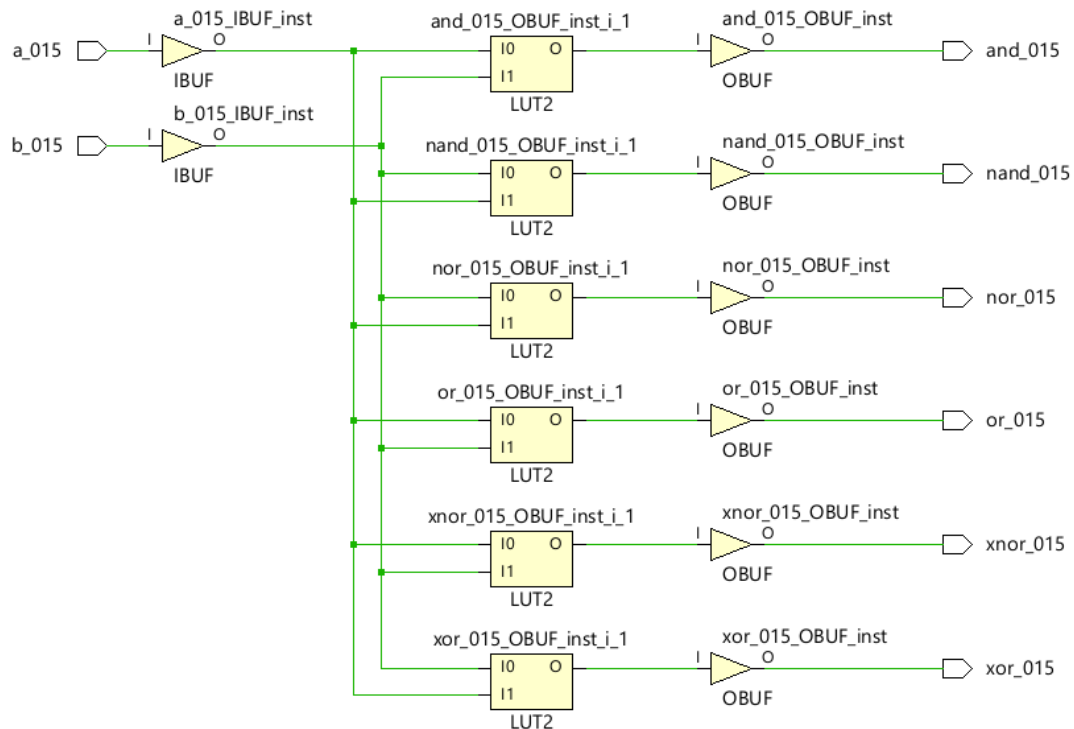 a_015
I
a_015_IBUF_inst
O
IBUF
b_015
I
b_015_IBUF_inst
O
IBUF
and_015_OBUF_inst_i_1
I0
O
I1
LUT2
I
and_015_OBUF_inst
O
OBUF
and_015
nand_015_OBUF_inst_i_1
I0
O
I1
LUT2
I
nand_015_OBUF_inst
O
OBUF
nand_015
nor_015_OBUF_inst_i_1
I0
O
I1
LUT2
I
nor_015_OBUF_inst
O
OBUF
nor_015
or_015_OBUF_inst_i_1
I0
O
I1
LUT2
I
or_015_OBUF_inst
O
OBUF
or_015
xnor_015_OBUF_inst_i_1
I0
O
I1
LUT2
I
xnor_015_OBUF_inst
O
OBUF
xnor_015
xor_015_OBUF_inst_i_1
I0
O
I1
LUT2
I
xor_015_OBUF_inst
O
OBUF
xor_015